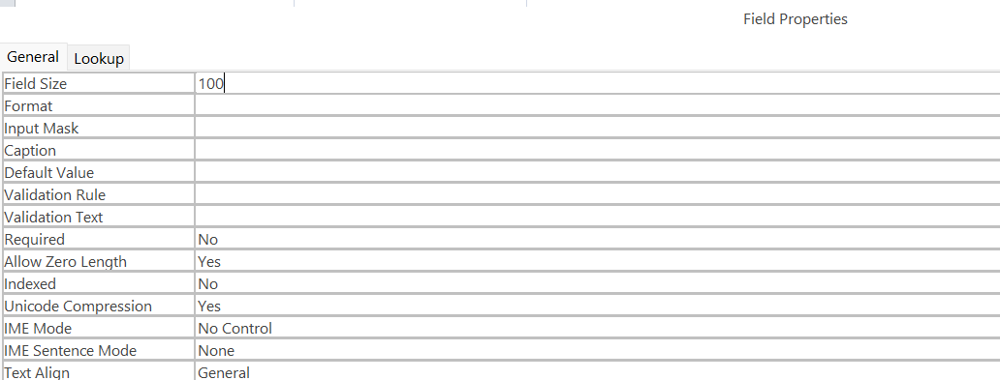 Field Properties
General Lookup
Field Size 100
Format
Input Mask
Caption
Default Value
Validation Rule
Validation Text
Required No
Allow Zero Length Yes
Indexed No
Unicode Compression Yes
IME Mode No Control
IME Sentence Mode None
Text Align General